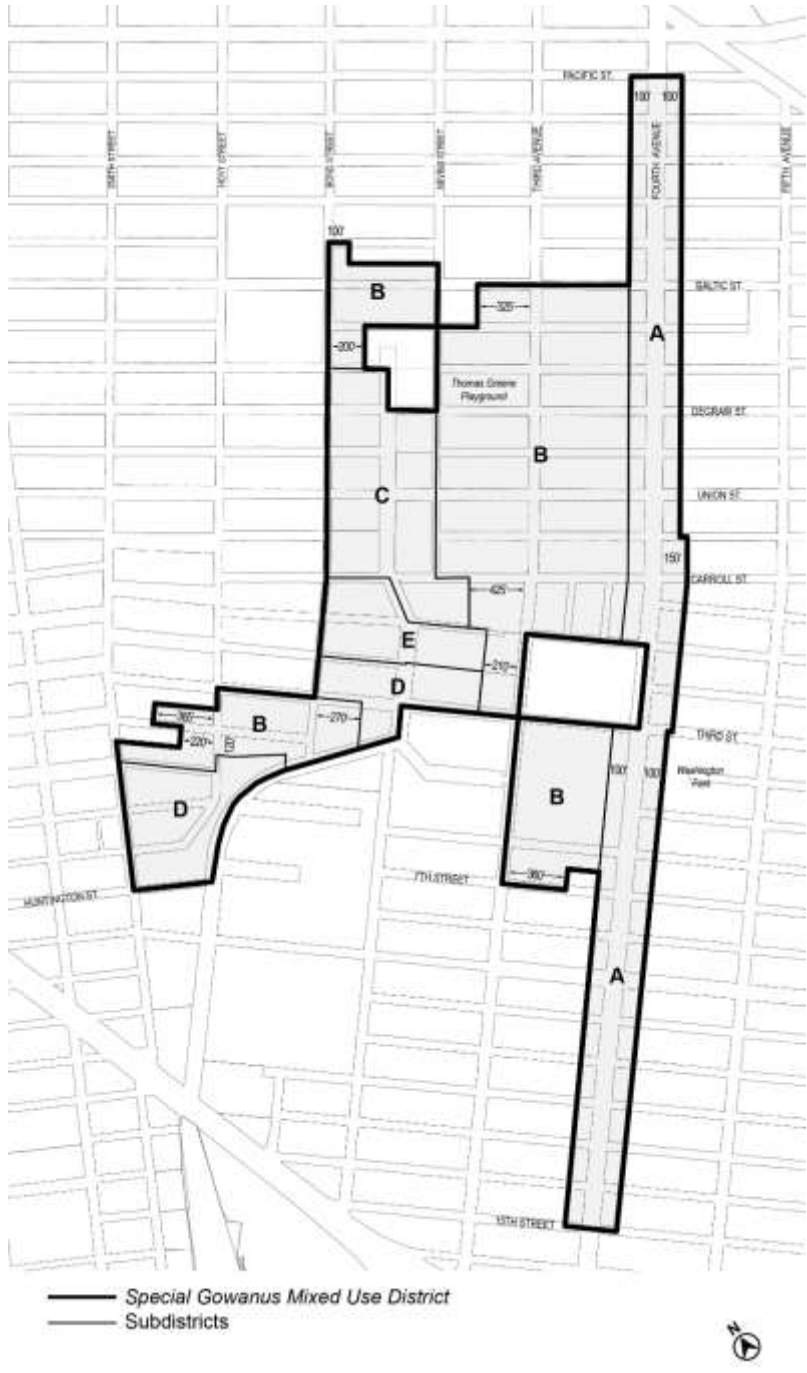 PACIFIC ST.
100' 100'
SMITH STREET
HOYT STREET
BOND STREET
NEVINS STREET
THIRD AVENUE
FOURTH AVENUE
FIFTH AVENUE
100'
B
BALTIC ST.
325'
A
200'
Thomas Greene
Playground
DEGRAW ST.
B
C
UNION ST.
150'
CARROLL ST.
425'
E
210'
D
360'
B
270'
220'
120'
THIRD ST.
100' 100'
Washington
Park
B
D
7TH STREET
360'
HUNTINGTON ST.
A
15TH STREET
Special Gowanus Mixed Use District
Subdistricts
N